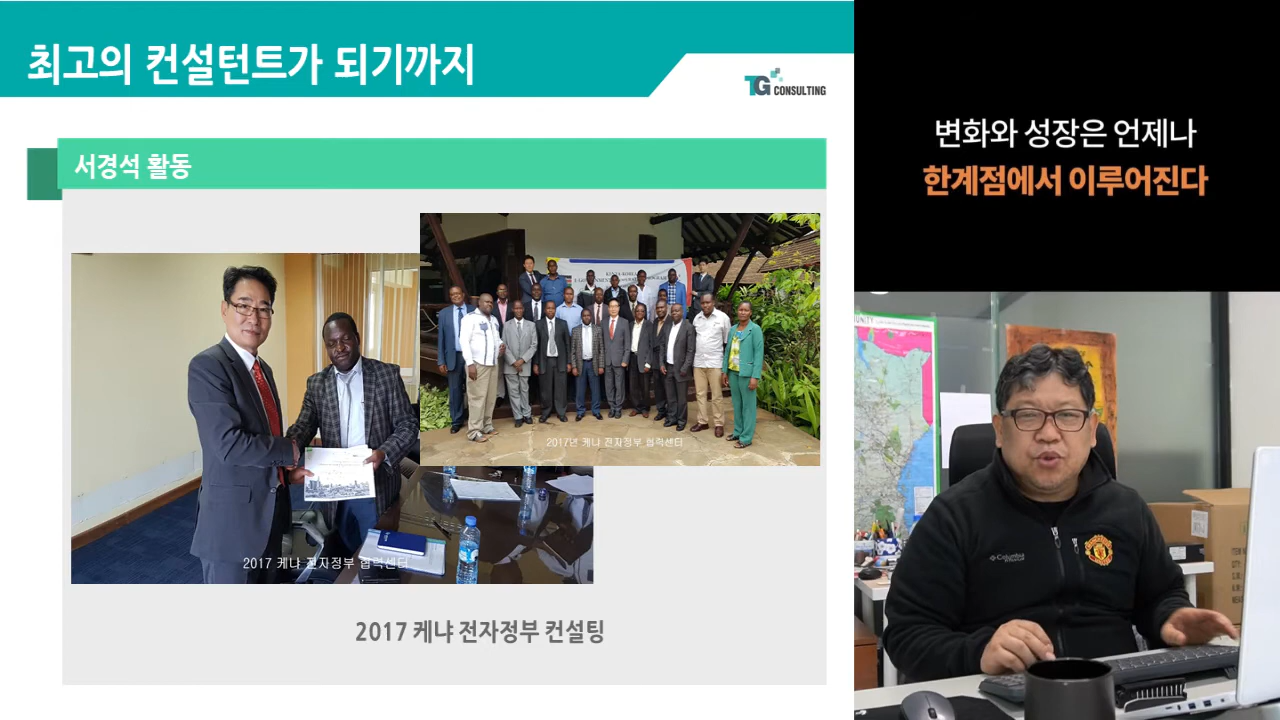 최고의 컨설턴트가 되기까지
TG CONSULTING
서경석 활동
2017 케냐 전자정부 협력센터
2017년 케냐 전자정부 협력센터
2017 케냐 전자정부 컨설팅
변화와 성장은 언제나
한계점에서 이루어진다
UNITY
Columbia